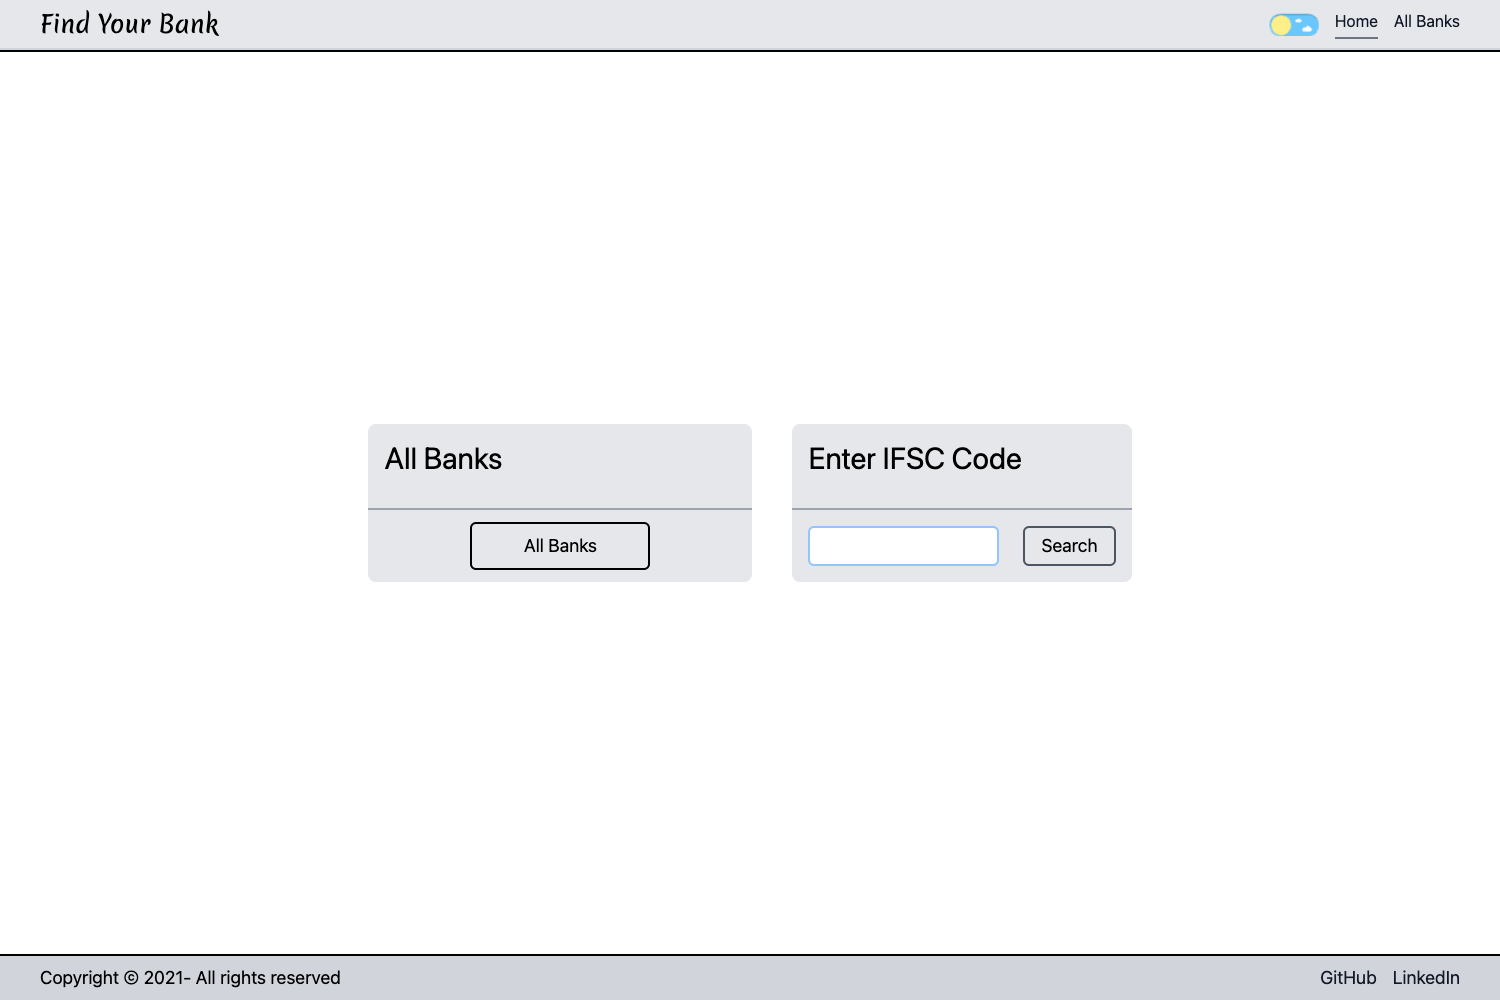 Find Your Bank
Home
All Banks
All Banks
All Banks
Enter IFSC Code
Search
Copyright © 2021- All rights reserved
GitHub
LinkedIn